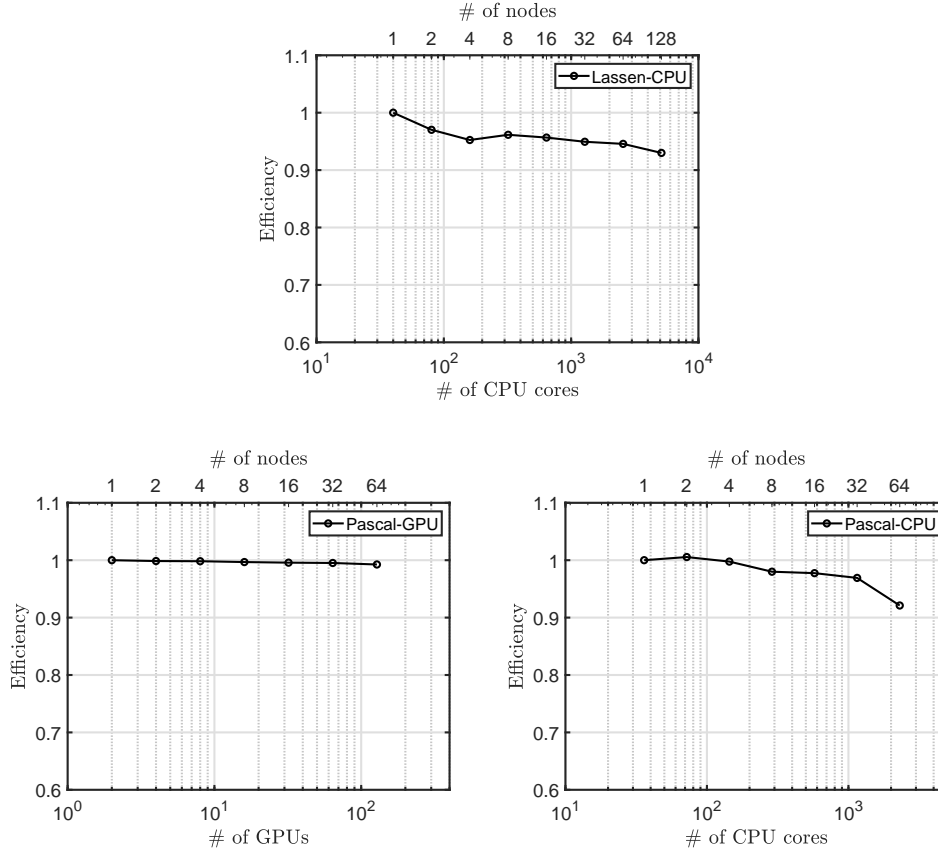 # of nodes
1 2 4 8 16 32 64 128
1.1
Lassen-CPU
1
0.9
0.8
0.7
0.6
Efficiency
10^1 10^2 10^3 10^4
# of CPU cores
# of nodes
1 2 4 8 16 32 64
1.1
Pascal-GPU
1
0.9
0.8
0.7
0.6
Efficiency
10^0 10^1 10^2
# of GPUs
# of nodes
1 2 4 8 16 32 64
1.1
Pascal-CPU
1
0.9
0.8
0.7
0.6
Efficiency
10^1 10^2 10^3
# of CPU cores